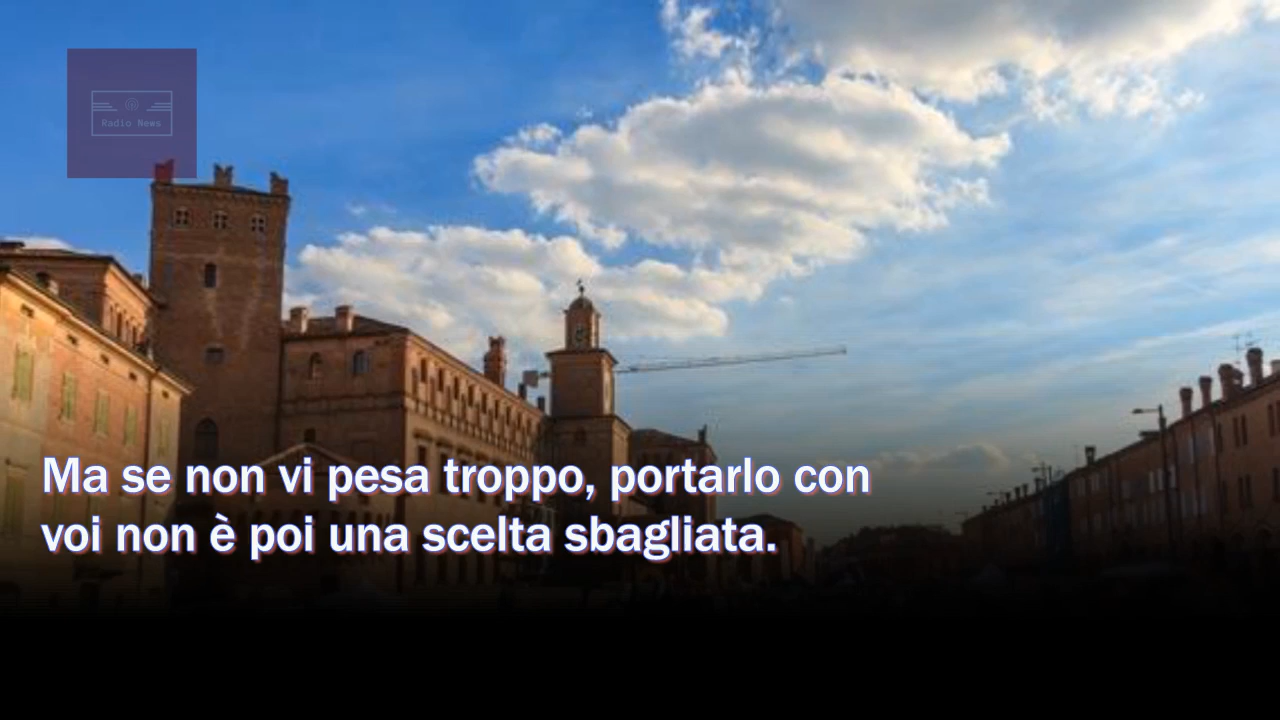 Radio News
Ma se non vi pesa troppo, portarlo con
voi non è poi una scelta sbagliata.